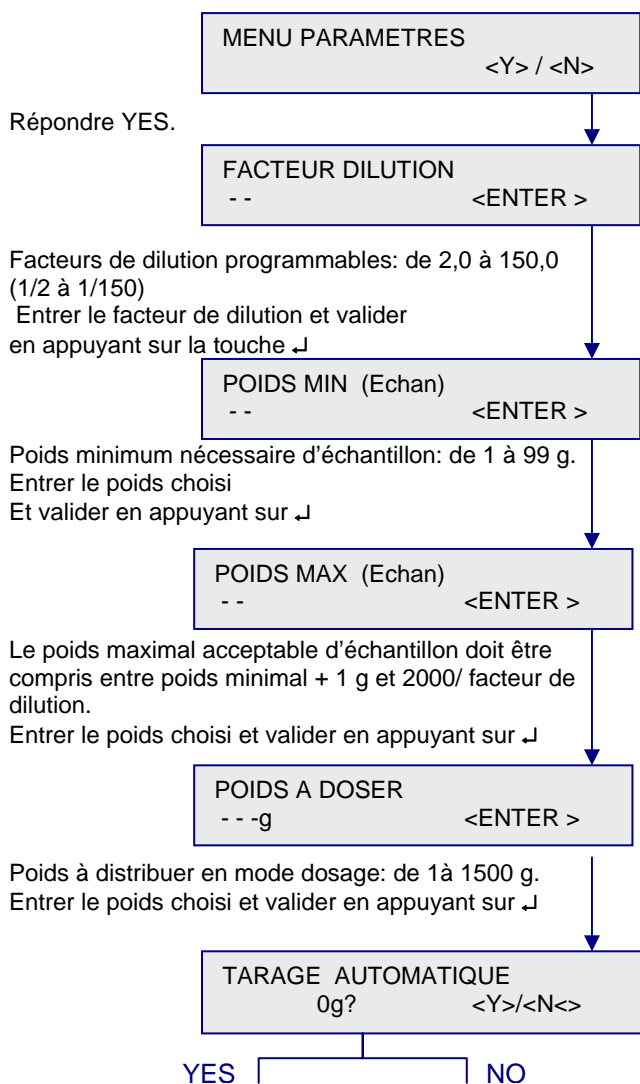 MENU PARAMETRES
<Y> / <N>
Répondre YES.
FACTEUR DILUTION
- - <ENTER >
Facteurs de dilution programmables: de 2,0 à 150,0
(1/2 à 1/150)
Entrer le facteur de dilution et valider
en appuyant sur la touche ↵
POIDS MIN (Echan)
- - <ENTER >
Poids minimum nécessaire d'échantillon: de 1 à 99 g.
Entrer le poids choisi
Et valider en appuyant sur ↵
POIDS MAX (Echan)
- - <ENTER >
Le poids maximal acceptable d'échantillon doit être
compris entre poids minimal + 1 g et 2000/ facteur de
dilution.
Entrer le poids choisi et valider en appuyant sur ↵
POIDS A DOSER
- - -g <ENTER >
Poids à distribuer en mode dosage: de 1à 1500 g.
Entrer le poids choisi et valider en appuyant sur ↵
TARAGE AUTOMATIQUE
0g? <Y>/<N<>
YES NO